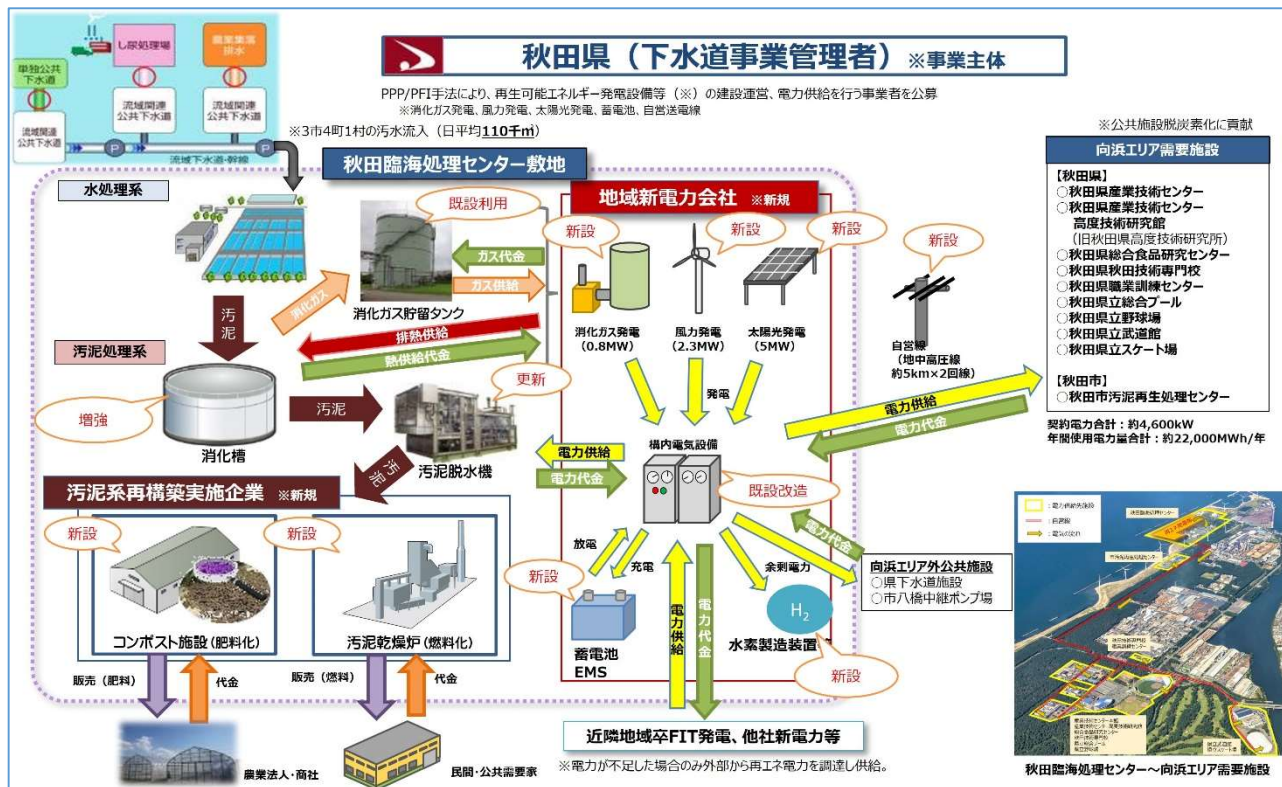 し尿処理場
農業集落
排水
単独公共
下水道
流域関連
公共下水道
流域関連
公共下水道
流域関連
公共下水道
P
P
流域下水道・幹線
秋田県（下水道事業管理者）※事業主体
PPP/PFI手法により、再生可能エネルギー発電設備等（※）の建設運営、電力供給を行う事業者を公募
※消化ガス発電、風力発電、太陽光発電、蓄電池、自営送電線
※3市4町1村の汚水流入（日平均110千㎥）
秋田臨海処理センター敷地
水処理系
既設利用
消化ガス
ガス代金
ガス供給
消化ガス貯留タンク
汚泥
排熱供給
熱供給代金
汚泥処理系
増強
消化槽
汚泥
更新
汚泥脱水機
汚泥
地域新電力会社 ※新規
新設
新設
新設
消化ガス発電
（0.8MW）
風力発電
（2.3MW）
太陽光発電
（5MW）
発電
構内電気設備
既設改造
電力供給
電力代金
放電
充電
新設
蓄電池
EMS
電力供給
電力代金
余剰電力
H₂
水素製造装置
新設
新設
自営線
（地中高圧線
約5km×2回線）
電力供給
電力代金
電力代金
※公共施設脱炭素化に貢献
向浜エリア需要施設
【秋田県】
○秋田県産業技術センター
○秋田県産業技術センター
高度技術研究館
（旧秋田県高度技術研究所）
○秋田県総合食品研究センター
○秋田県秋田技術専門校
○秋田県職業訓練センター
○秋田県立総合プール
○秋田県立野球場
○秋田県立武道館
○秋田県立スケート場
【秋田市】
○秋田市汚泥再生処理センター
契約電力合計：約4,600kW
年間使用電力量合計：約22,000MWh/年
向浜エリア外公共施設
○県下水道施設
○市八橋中継ポンプ場
汚泥系再構築実施企業 ※新規
新設
新設
コンポスト施設（肥料化）
汚泥乾燥炉（燃料化）
販売（肥料）
代金
販売（燃料）
代金
農業法人・商社
民間・公共需要家
近隣地域卒FIT発電、他社新電力等
※電力が不足した場合のみ外部から再エネ電力を調達し供給。
：電力供給先施設
：自営線
：電気の流れ
秋田臨海処理センター
秋田臨海処理センター～向浜エリア需要施設